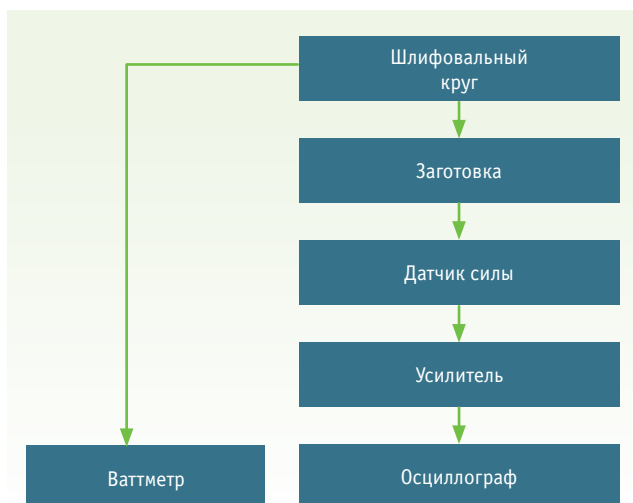 Шлифовальный
круг
Заготовка
Датчик силы
Усилитель
Ваттметр
Осциллограф